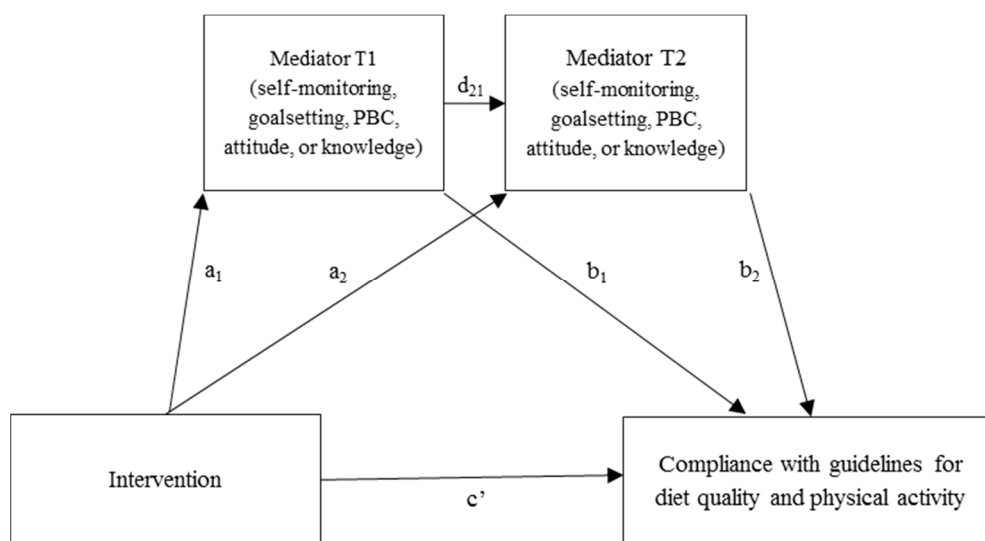 Mediator T1
(self-monitoring,
goalsetting, PBC,
attitude, or knowledge)
d21
Mediator T2
(self-monitoring,
goalsetting, PBC,
attitude, or knowledge)
a1
a2
b1
b2
Intervention
c’
Compliance with guidelines for
diet quality and physical activity